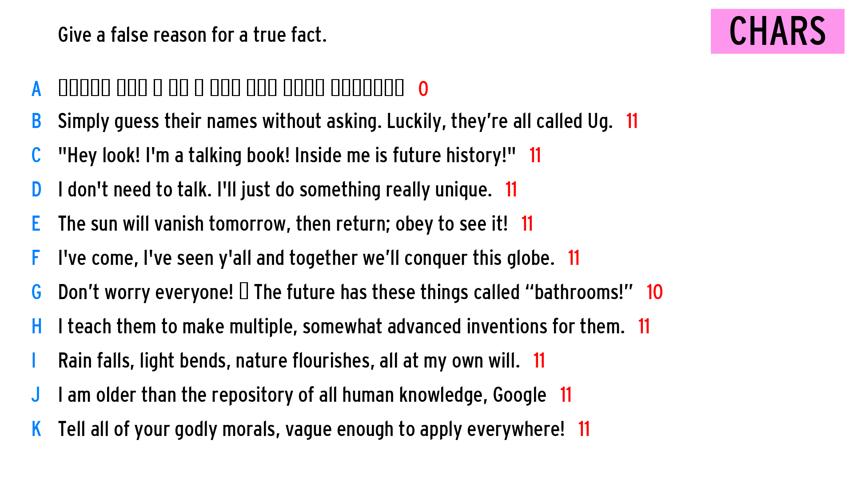 Give a false reason for a true fact.
CHARS
A 0
B Simply guess their names without asking. Luckily, they’re all called Ug. 11
C "Hey look! I'm a talking book! Inside me is future history!" 11
D I don't need to talk. I'll just do something really unique. 11
E The sun will vanish tomorrow, then return; obey to see it! 11
F I've come, I've seen y'all and together we’ll conquer this globe. 11
G Don’t worry everyone! The future has these things called “bathrooms!” 10
H I teach them to make multiple, somewhat advanced inventions for them. 11
I Rain falls, light bends, nature flourishes, all at my own will. 11
J I am older than the repository of all human knowledge, Google 11
K Tell all of your godly morals, vague enough to apply everywhere! 11